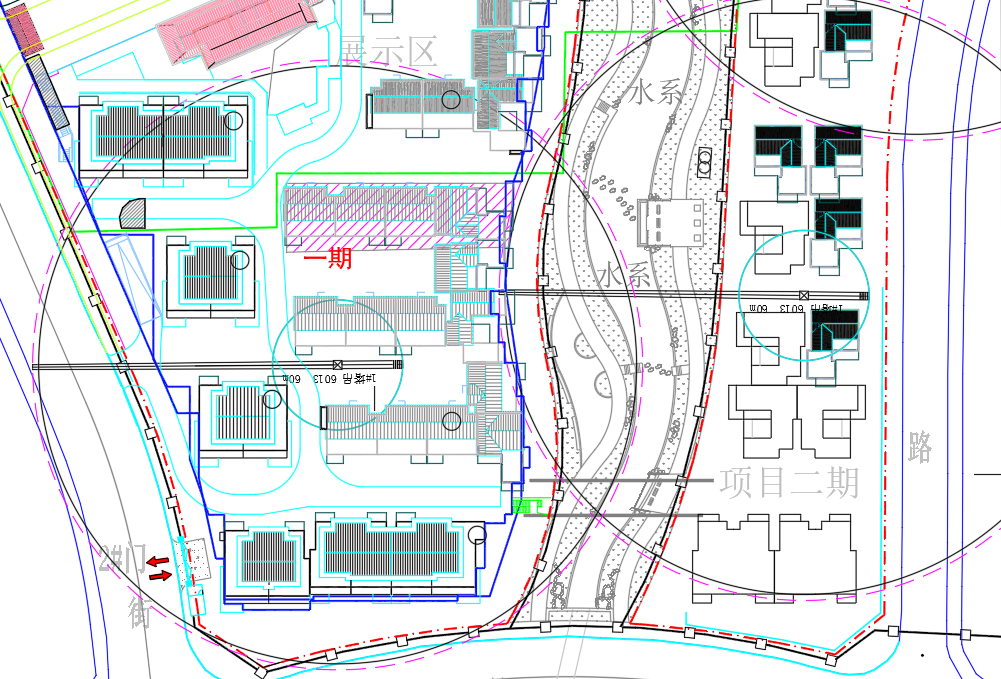 展示区
水系
一期
水系
1#塔吊 6013 60m
1#塔吊 6013 60m
路
项目二期
2#门
街